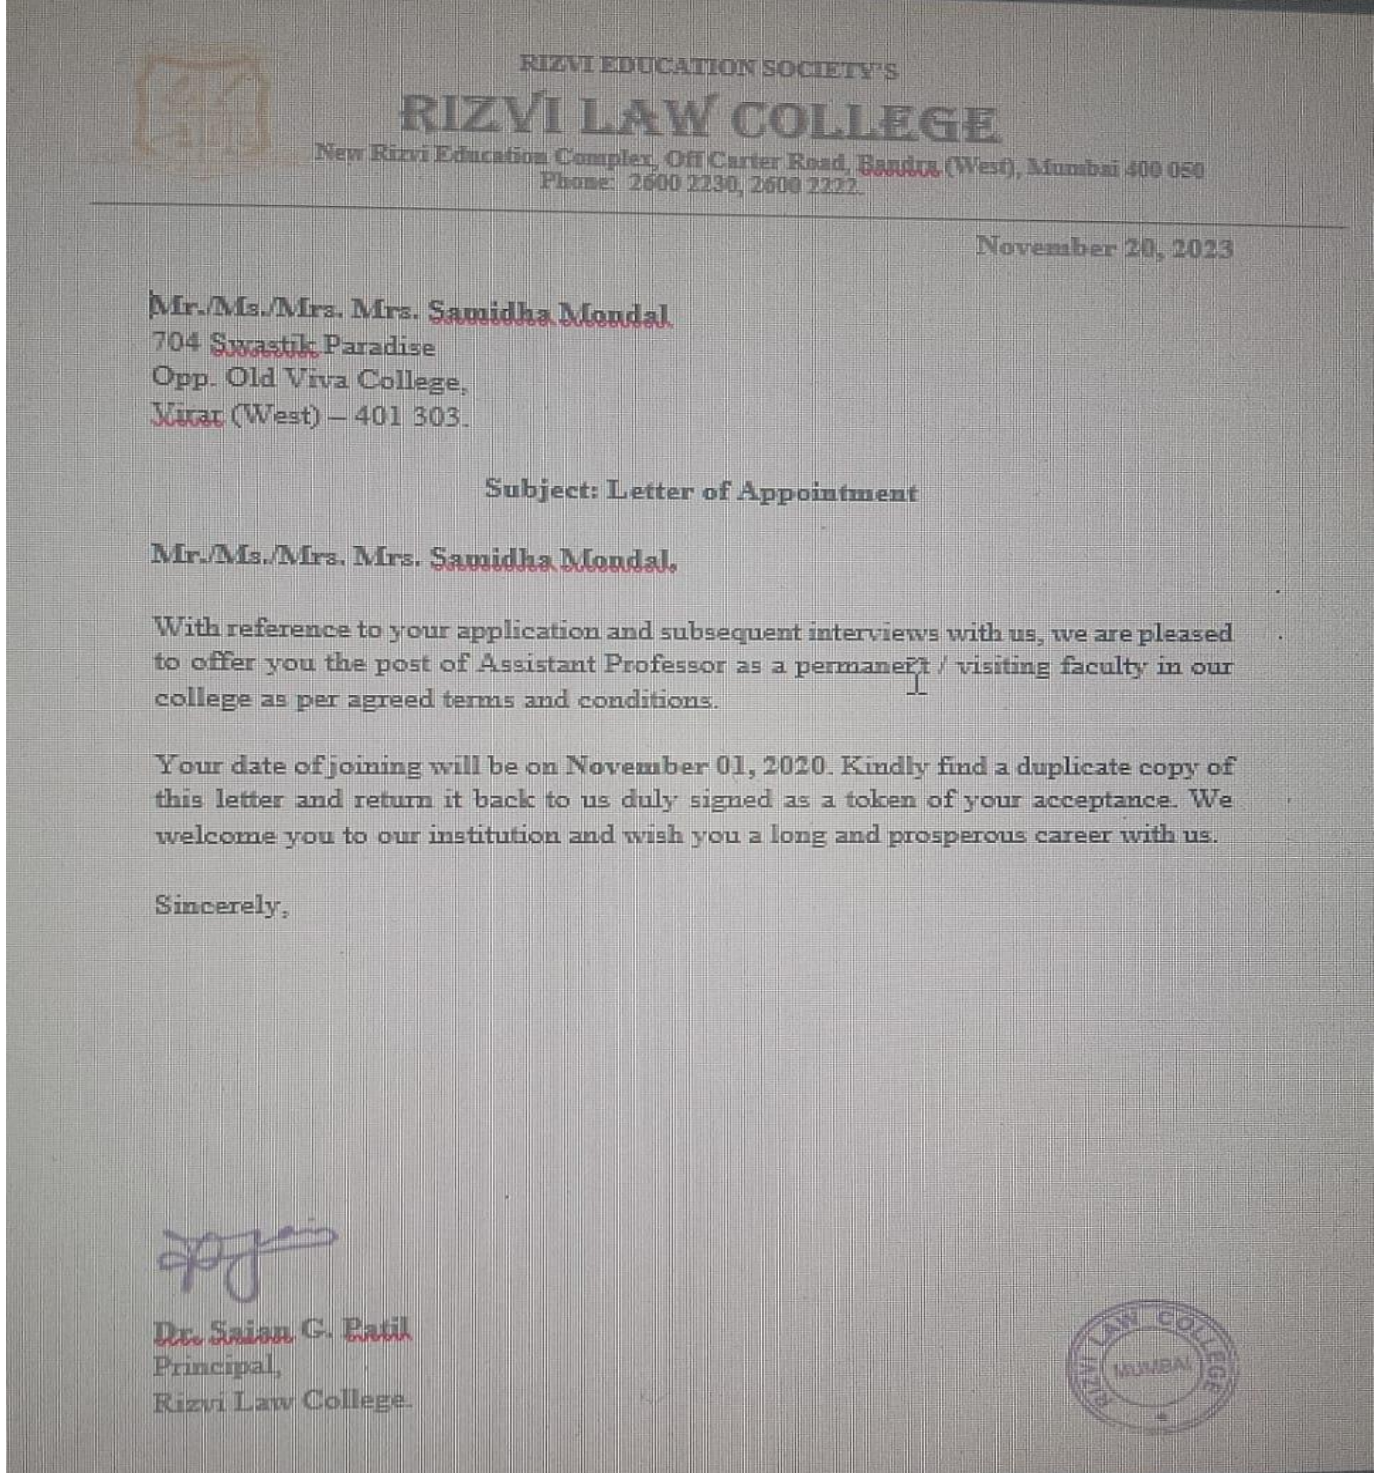 RIZVI EDUCATION SOCIETY'S
RIZVI LAW COLLEGE
New Rizvi Education Complex, Off Carter Road, Bandra (West), Mumbai 400 050
Phone: 2600 2230, 2600 2222.
November 20, 2023
Mr./Ms./Mrs. Mrs. Samidha Mondal
704 Swastik Paradise
Opp. Old Viva College,
Virar (West) – 401 303.
Subject: Letter of Appointment
Mr./Ms./Mrs. Mrs. Samidha Mondal,
With reference to your application and subsequent interviews with us, we are pleased
to offer you the post of Assistant Professor as a permanent / visiting faculty in our
college as per agreed terms and conditions.
Your date of joining will be on November 01, 2020. Kindly find a duplicate copy of
this letter and return it back to us duly signed as a token of your acceptance. We
welcome you to our institution and wish you a long and prosperous career with us.
Sincerely,
Dr. Saian G. Patil
Principal,
Rizvi Law College.
RIZVI LAW COLLEGE
MUMBAI